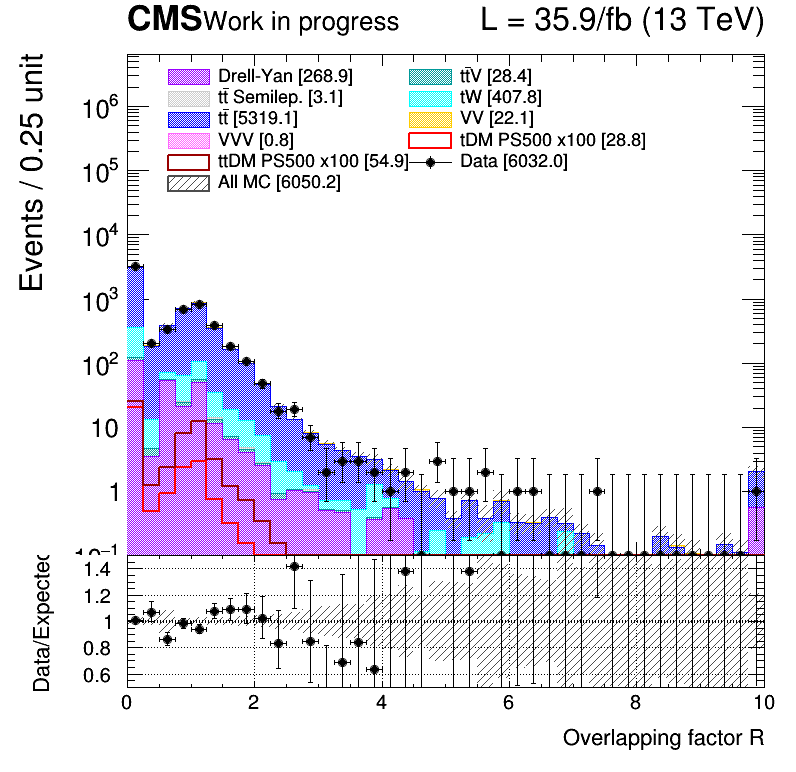 CMS Work in progress L = 35.9/fb (13 TeV)
Drell-Yan [268.9] tt̄V [28.4]
tt̄ Semilep. [3.1] tW [407.8]
tt̄ [5319.1] VV [22.1]
VVV [0.8] tDM PS500 x100 [28.8]
ttDM PS500 x100 [54.9] Data [6032.0]
All MC [6050.2]
Events / 0.25 unit
10⁶
10⁵
10⁴
10³
10²
10
1
10⁻¹
Data/Expected
1.4
1.2
1
0.8
0.6
0 2 4 6 8 10
Overlapping factor R